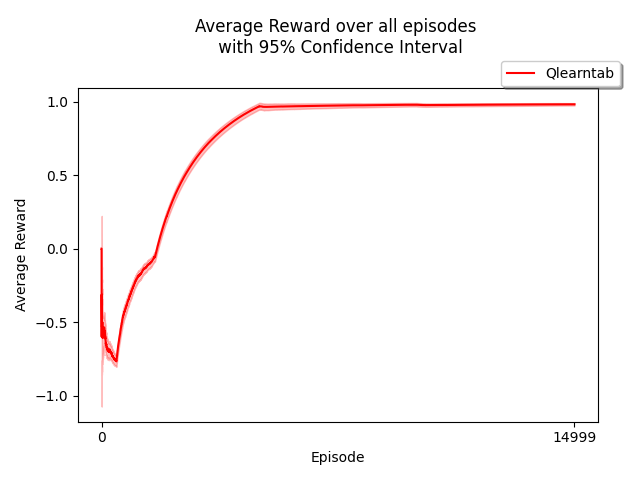 Average Reward over all episodes
with 95% Confidence Interval
Qlearntab
1.0
0.5
0.0
−0.5
−1.0
Average Reward
0
14999
Episode